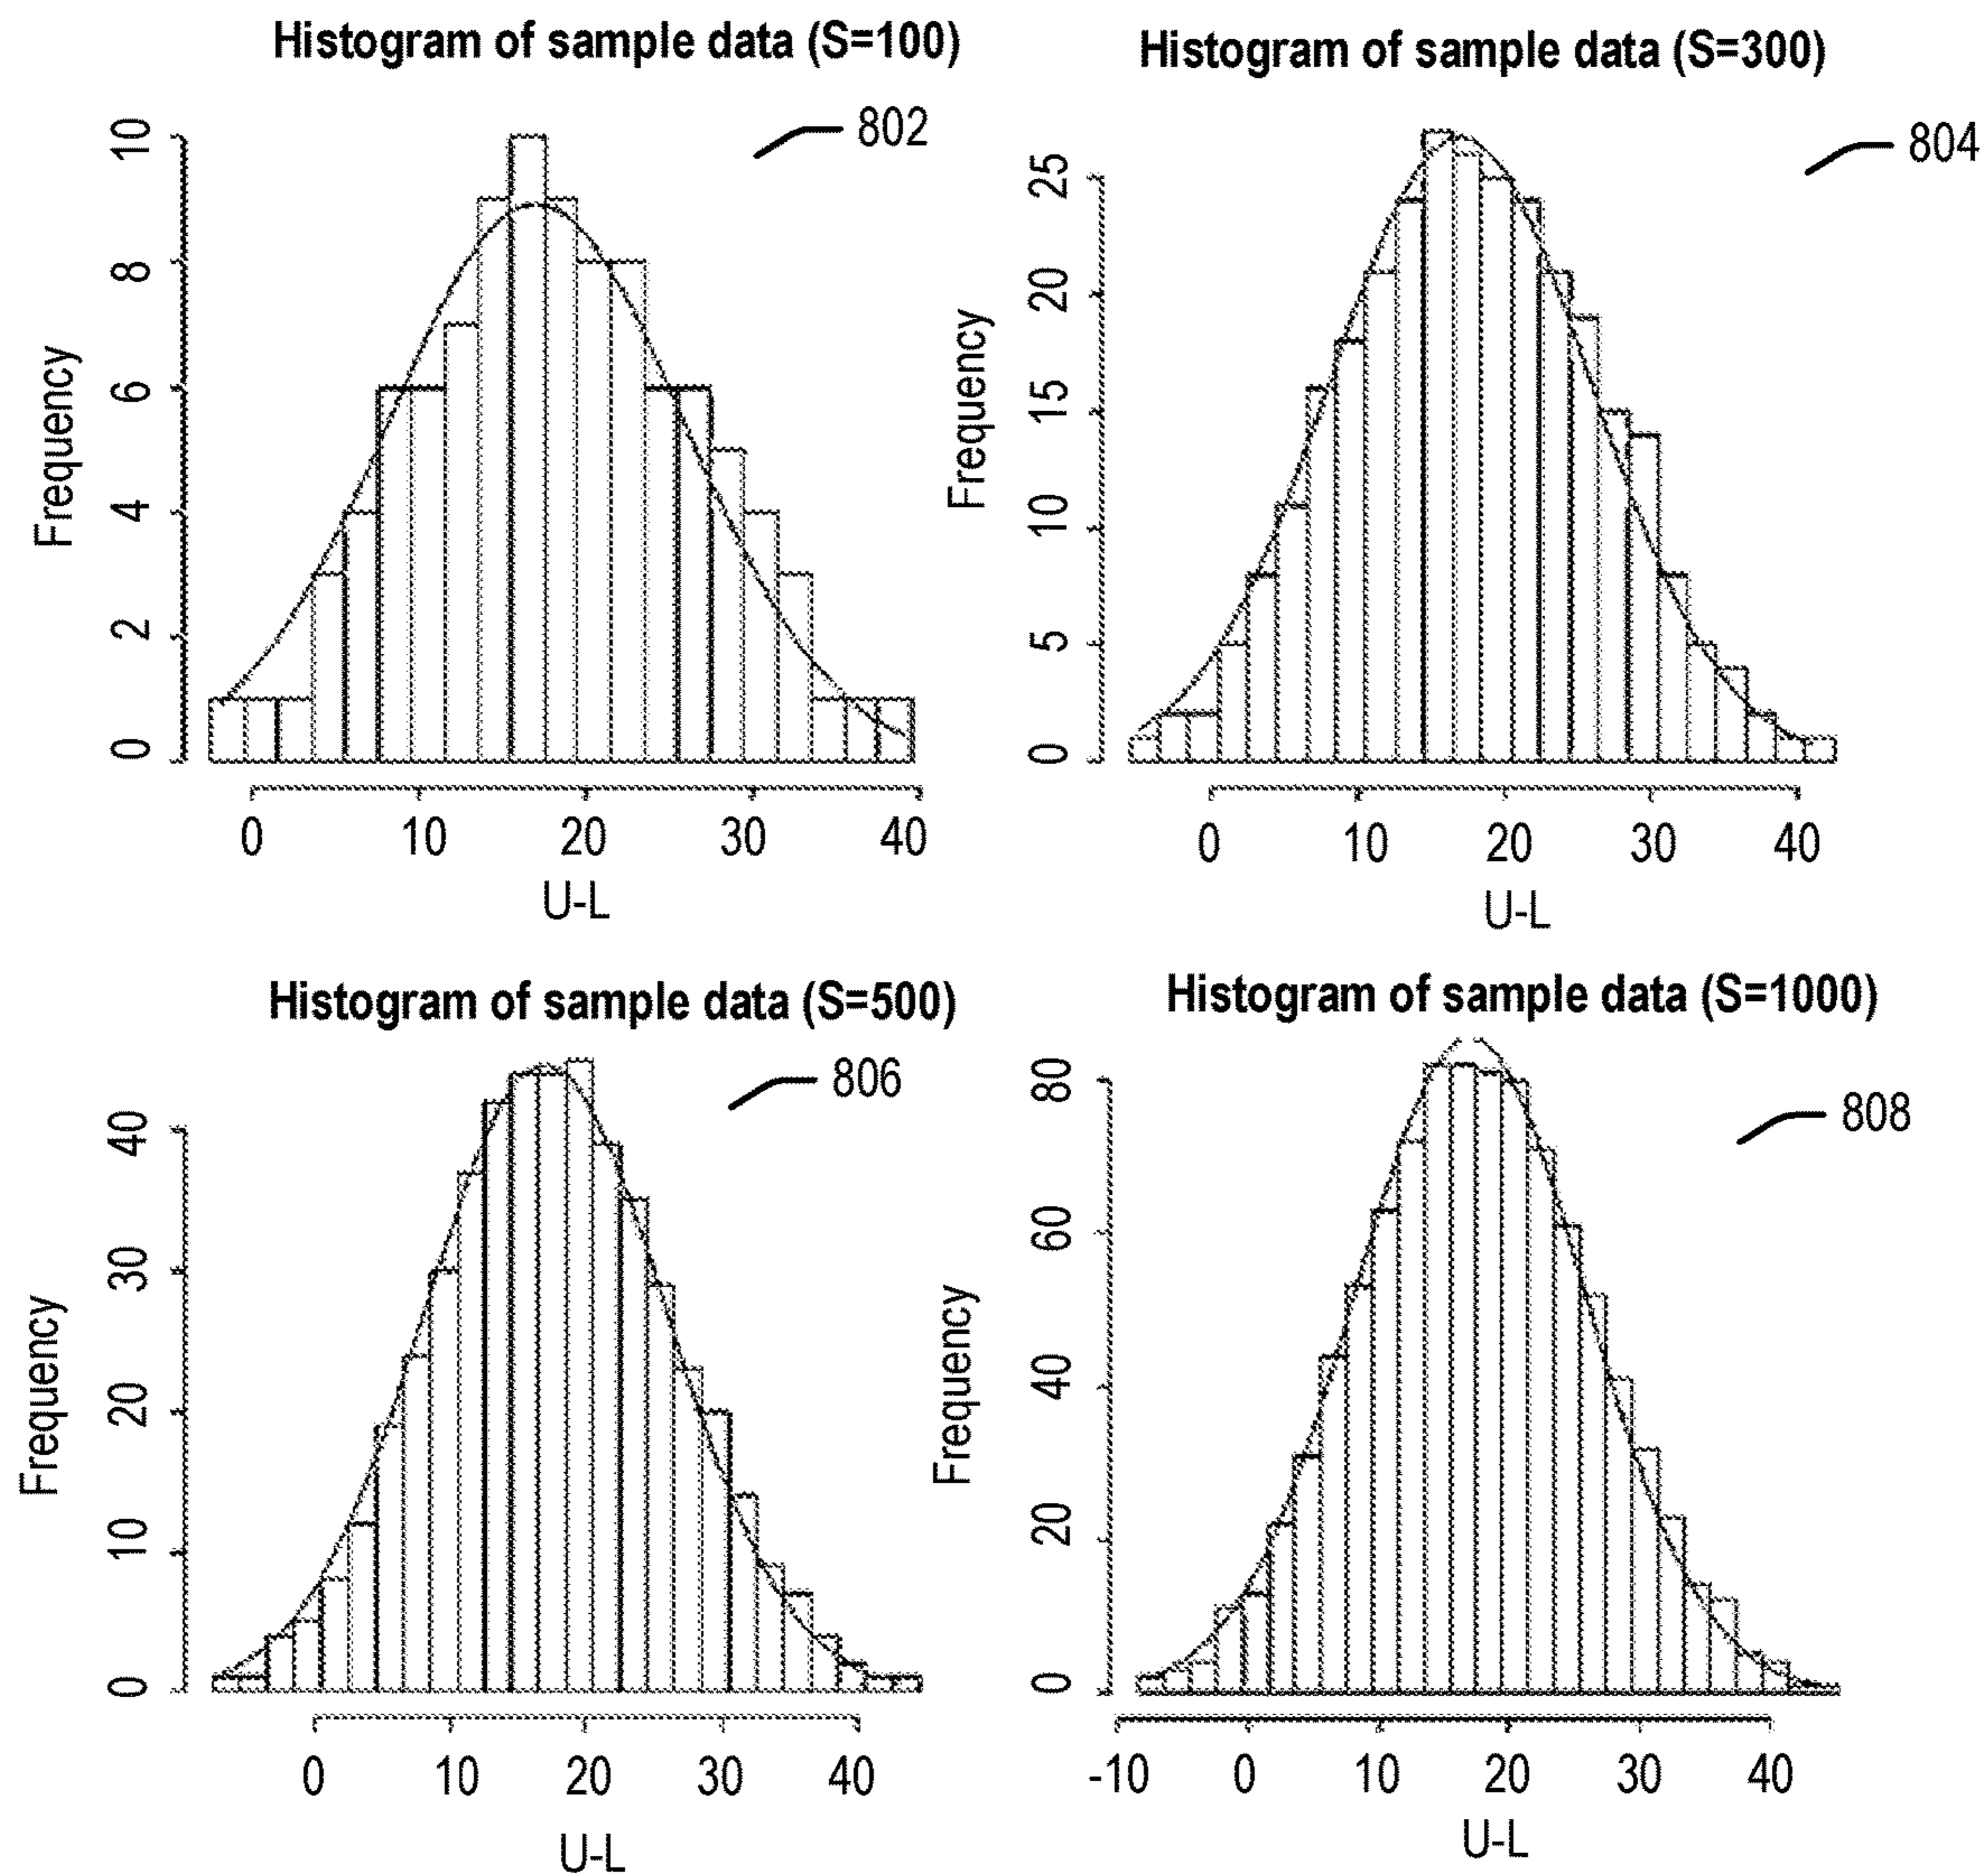 Histogram of sample data (S=100)
802
Frequency
0 2 4 6 8 10
0 10 20 30 40
U-L
Histogram of sample data (S=300)
804
Frequency
0 5 10 15 20 25
0 10 20 30 40
U-L
Histogram of sample data (S=500)
806
Frequency
0 10 20 30 40
0 10 20 30 40
U-L
Histogram of sample data (S=1000)
808
Frequency
0 20 40 60 80
-10 0 10 20 30 40
U-L